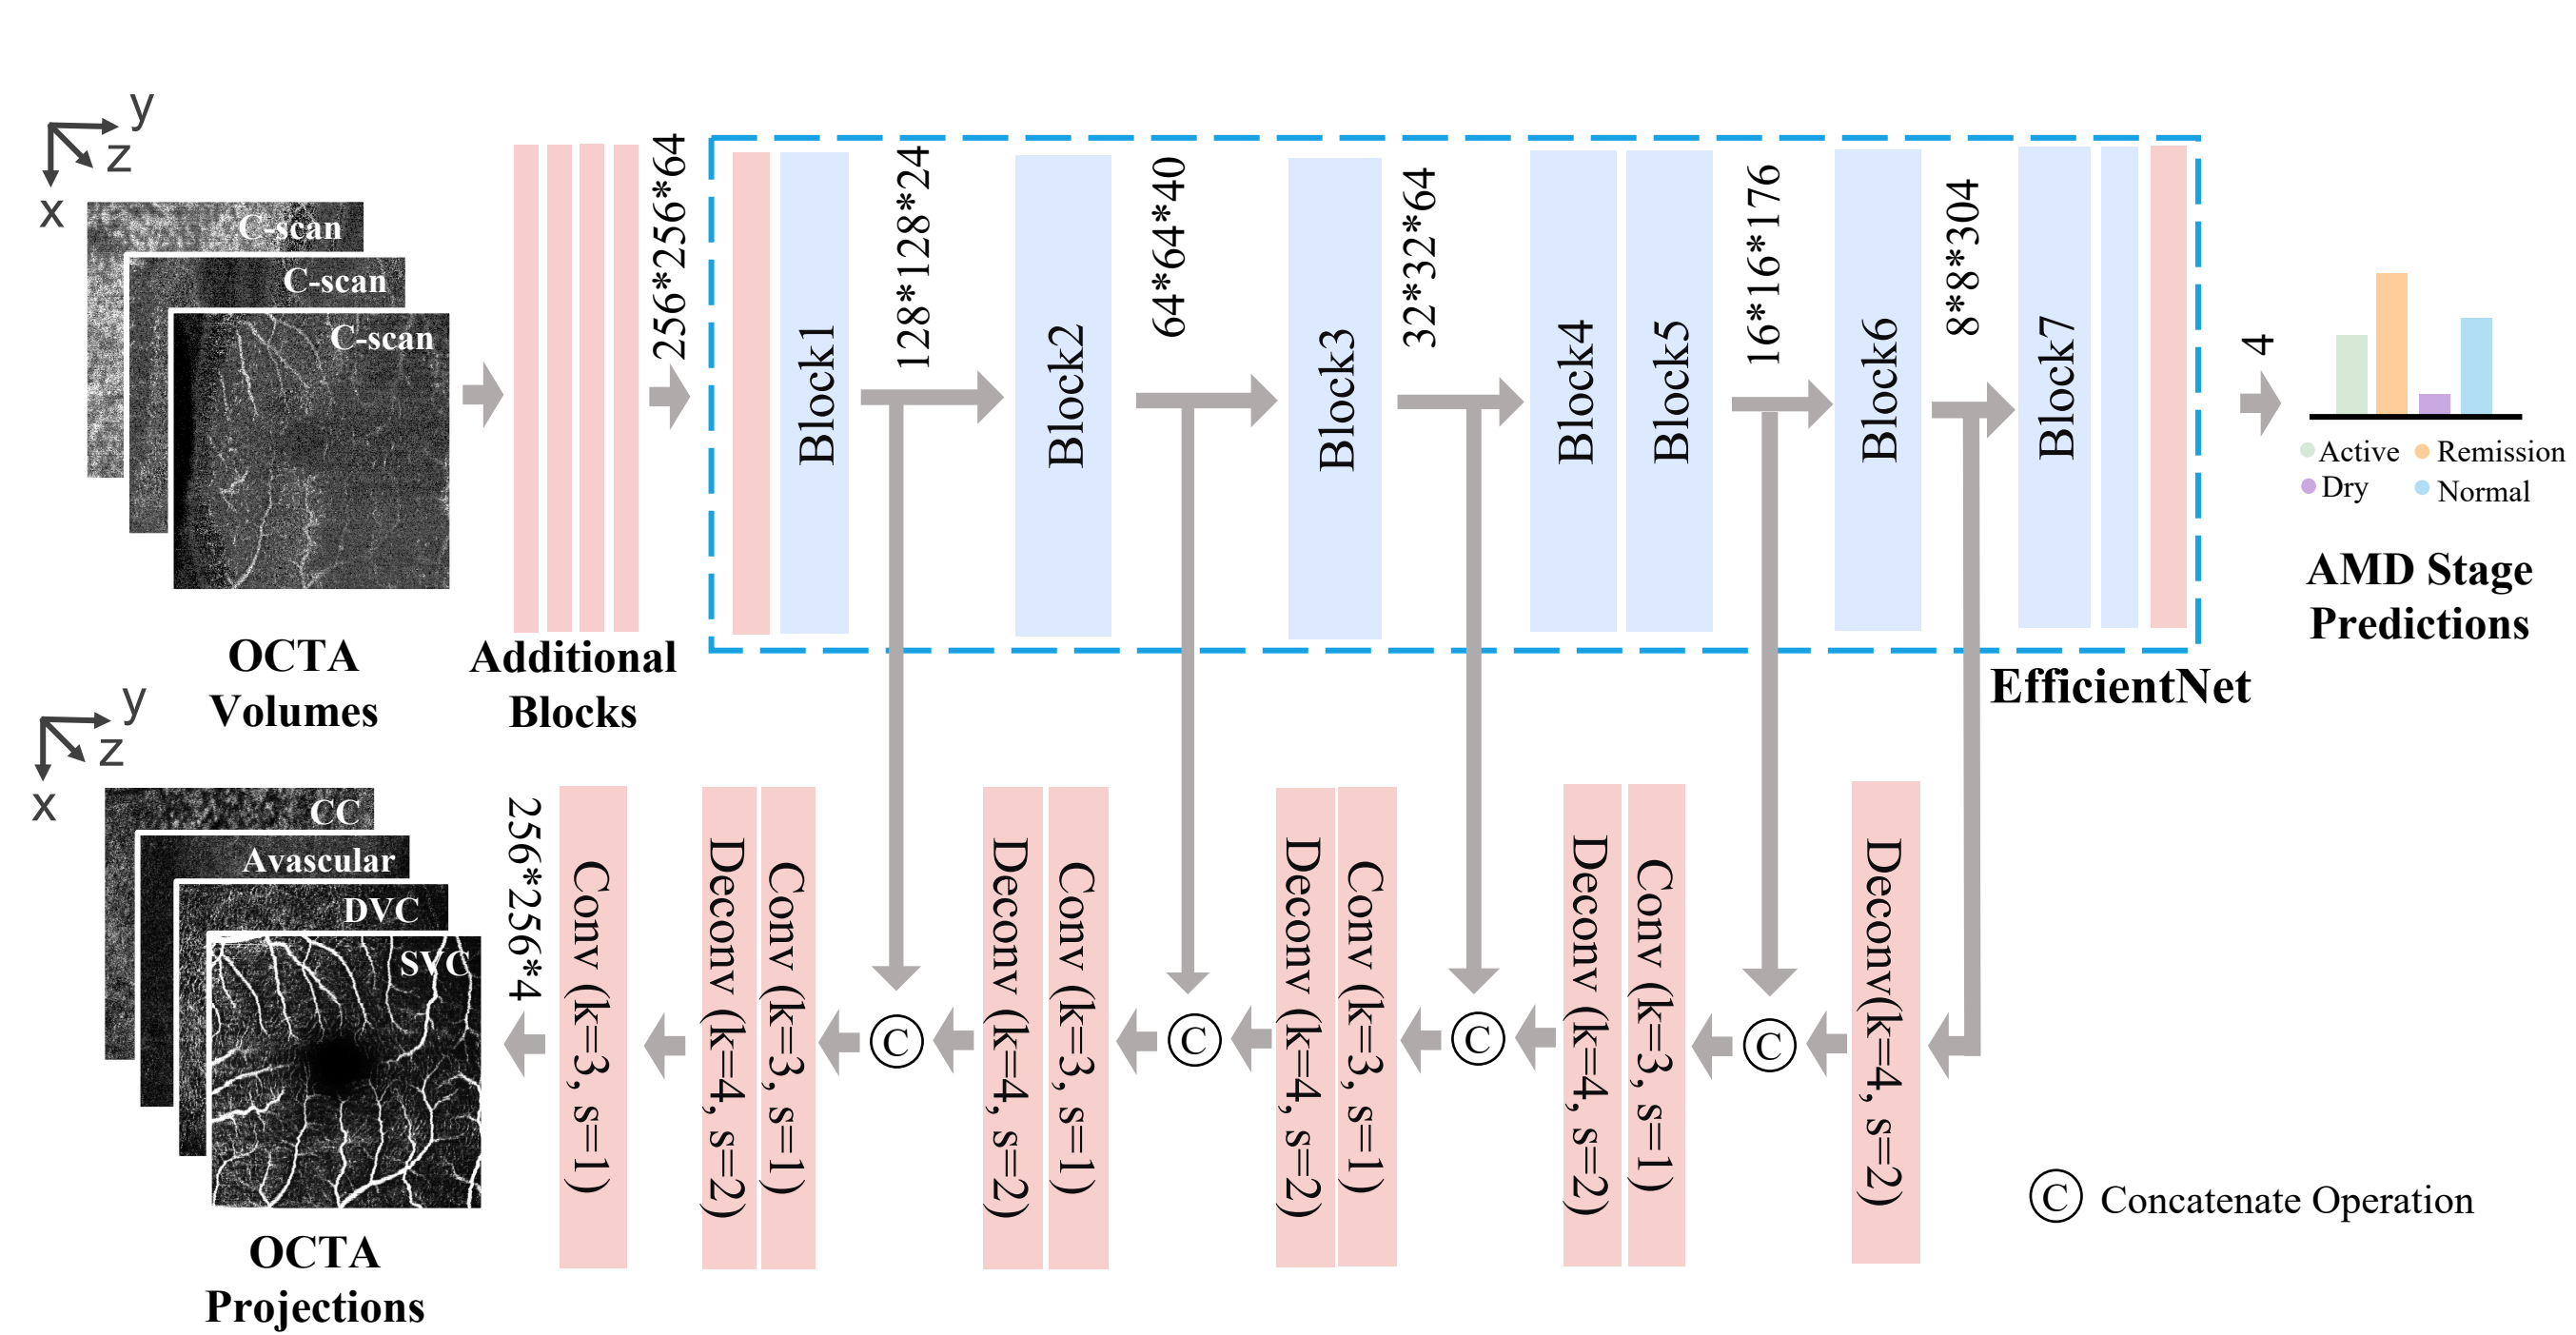 y
z
x
C-scan
C-scan
C-scan
OCTA
Volumes
Additional
Blocks
256*256*64
Block1
128*128*24
Block2
64*64*40
Block3
32*32*64
Block4
Block5
16*16*176
Block6
8*8*304
Block7
EfficientNet
4
Active
Remission
Dry
Normal
AMD Stage
Predictions
y
z
x
CC
Avascular
DVC
SVC
OCTA
Projections
256*256*4
Conv (k=3, s=1)
Deconv (k=4, s=2)
Conv (k=3, s=1)
C
Deconv (k=4, s=2)
Conv (k=3, s=1)
C
Deconv (k=4, s=2)
Conv (k=3, s=1)
C
Deconv (k=4, s=2)
Conv (k=3, s=1)
C
Deconv(k=4, s=2)
C Concatenate Operation